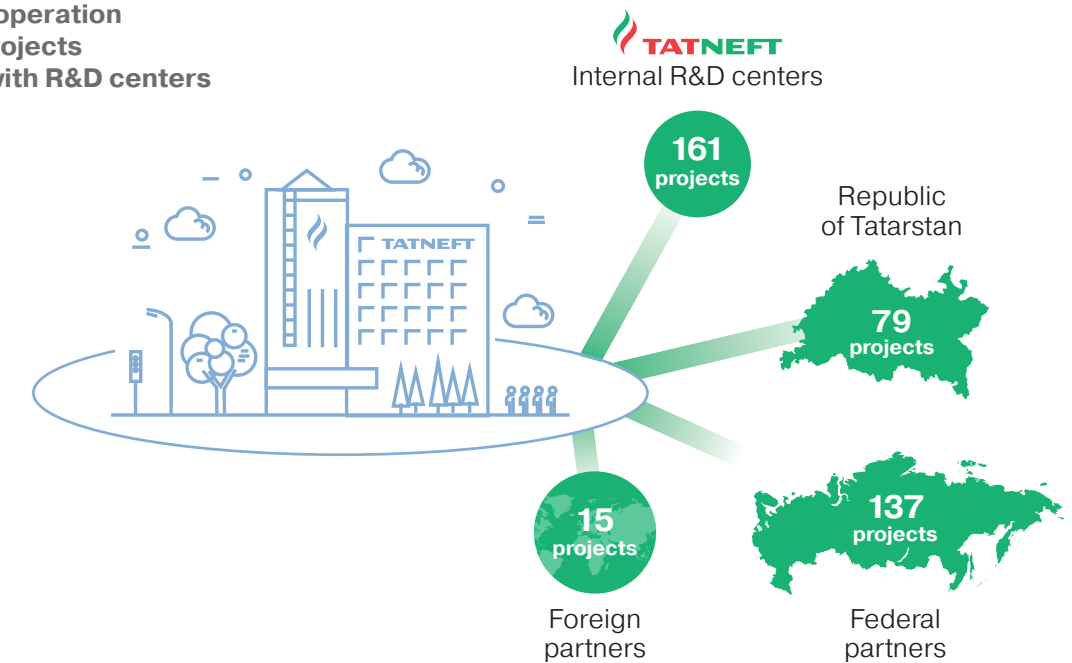 operation
rojects
with R&D centers
TATNEFT
Internal R&D centers
161
projects
Republic
of Tatarstan
TATNEFT
79
projects
137
projects
15
projects
Foreign
partners
Federal
partners